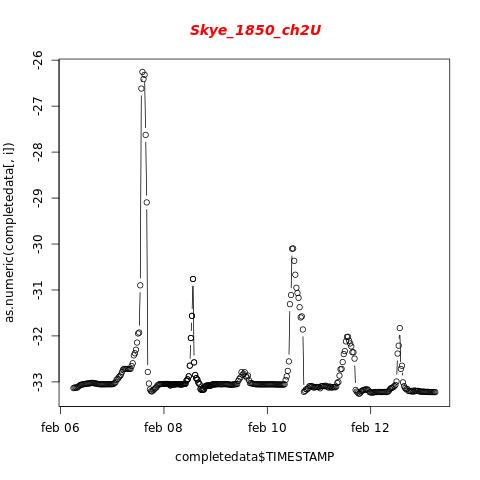 Skye_1850_ch2U
as.numeric(completedata[, i])
-26
-27
-28
-29
-30
-31
-32
-33
feb 06 feb 08 feb 10 feb 12
completedata$TIMESTAMP